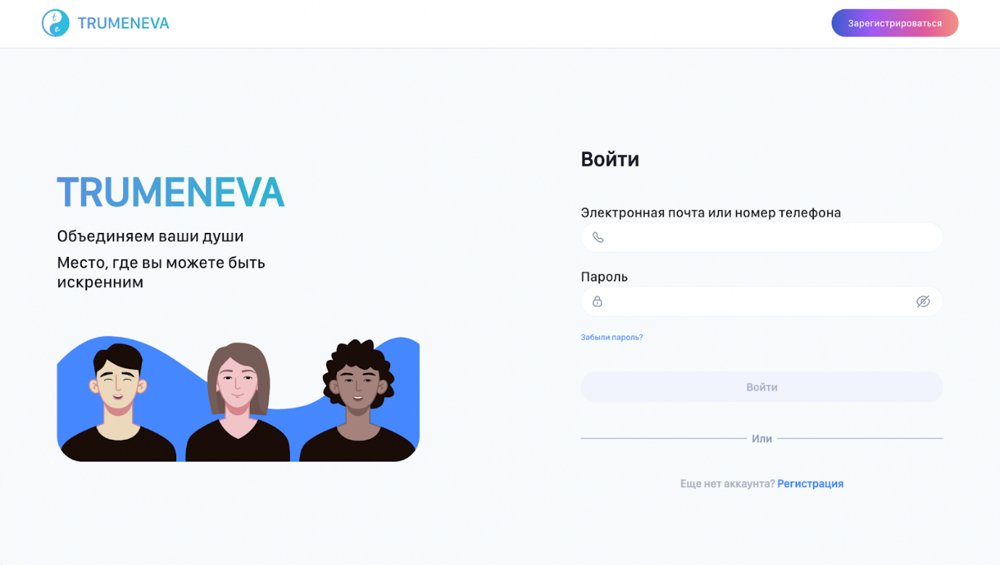 t
e
TRUMENEVA
Зарегистрироваться
TRUMENEVA
Объединяем ваши души
Место, где вы можете быть
искренним
Войти
Электронная почта или номер телефона
Пароль
Забыли пароль?
Войти
Или
Еще нет аккаунта? Регистрация